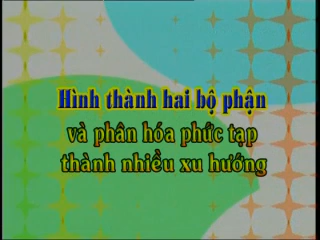 Hình thành hai bộ phận
và phân hóa phức tạp
thành nhiều xu hướng